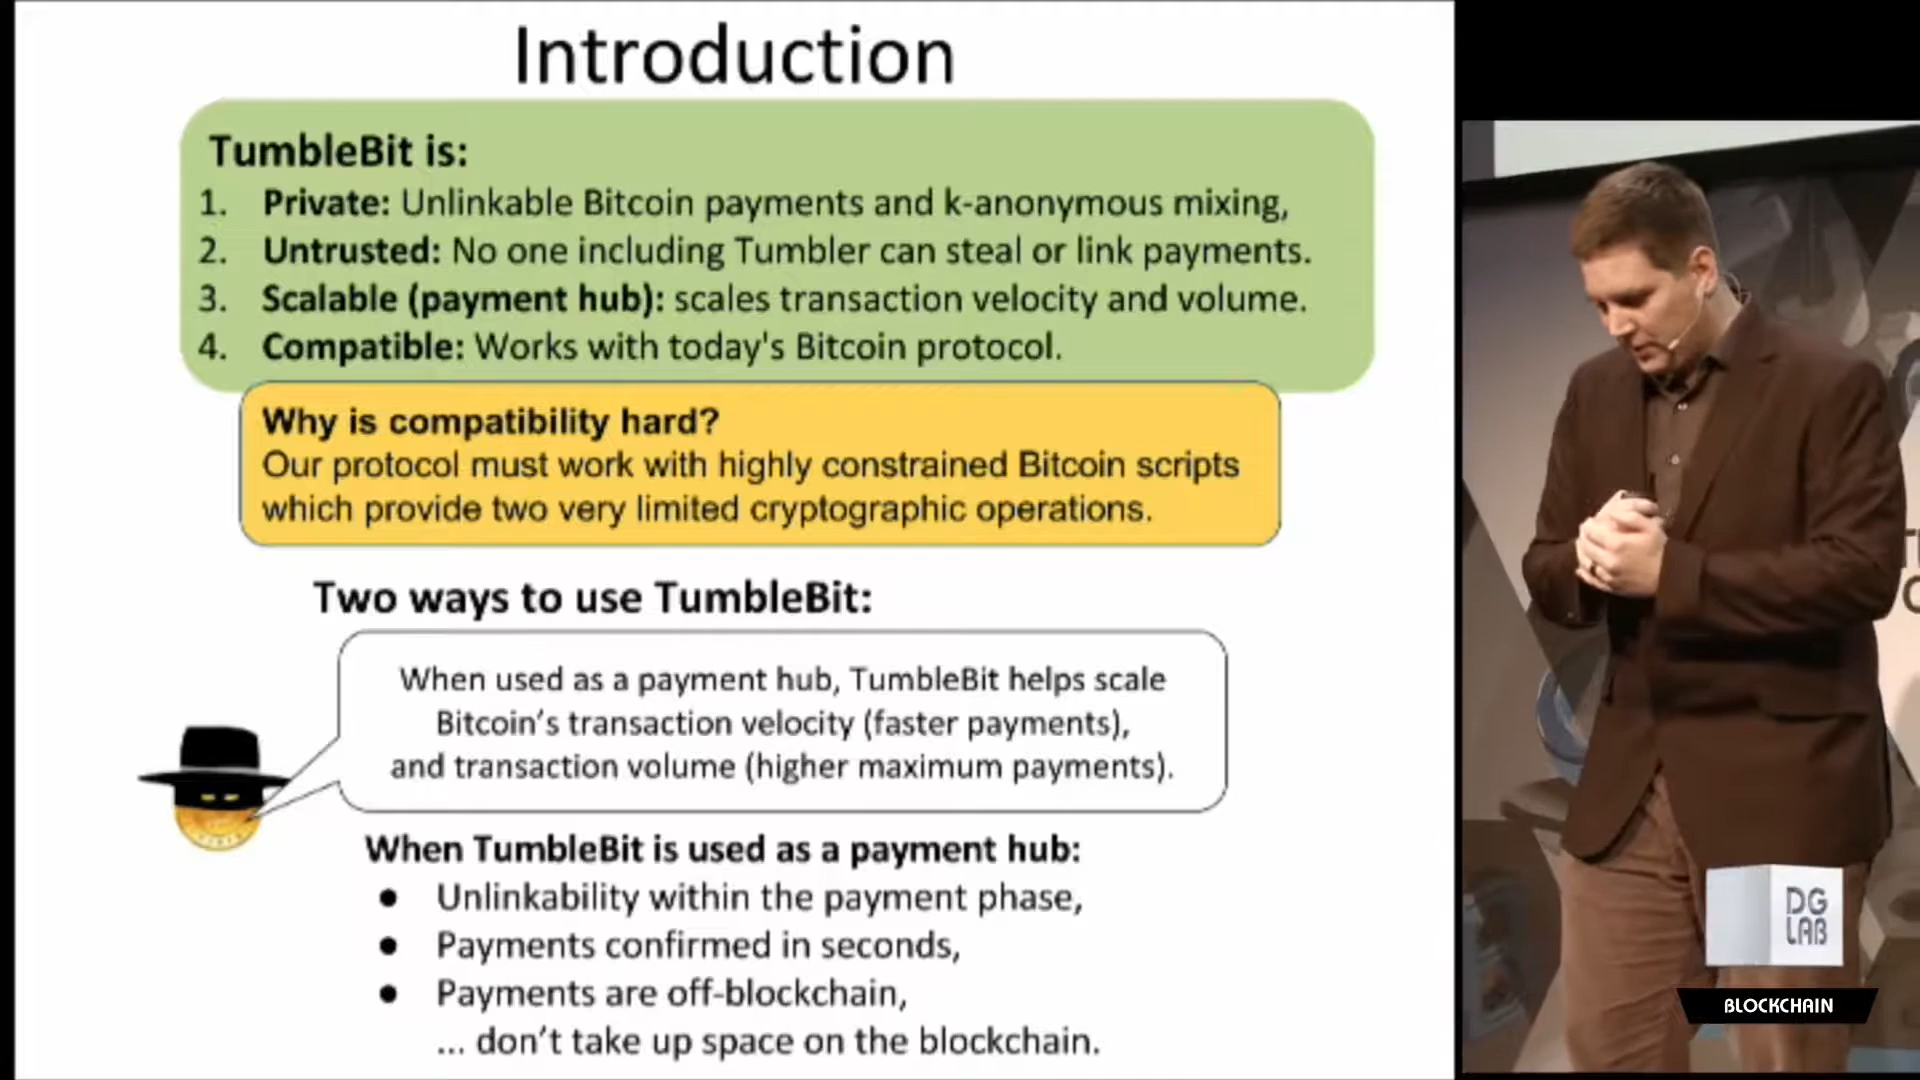 Introduction
TumbleBit is:
1. Private: Unlinkable Bitcoin payments and k-anonymous mixing,
2. Untrusted: No one including Tumbler can steal or link payments.
3. Scalable (payment hub): scales transaction velocity and volume.
4. Compatible: Works with today's Bitcoin protocol.
Why is compatibility hard?
Our protocol must work with highly constrained Bitcoin scripts
which provide two very limited cryptographic operations.
Two ways to use TumbleBit:
When used as a payment hub, TumbleBit helps scale
Bitcoin’s transaction velocity (faster payments),
and transaction volume (higher maximum payments).
When TumbleBit is used as a payment hub:
● Unlinkability within the payment phase,
● Payments confirmed in seconds,
● Payments are off-blockchain,
... don’t take up space on the blockchain.
DG
LAB
BLOCKCHAIN